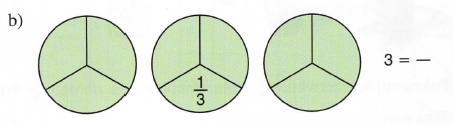 b)
1/3
3 = —